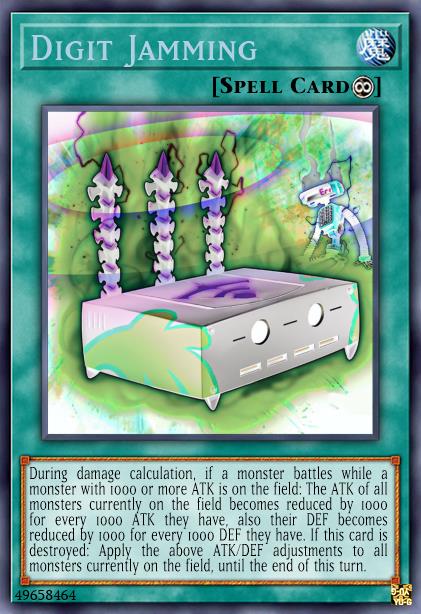 Digit Jamming
[Spell Card]
Er
During damage calculation, if a monster battles while a
monster with 1000 or more ATK is on the field: The ATK of all
monsters currently on the field becomes reduced by 1000
for every 1000 ATK they have, also their DEF becomes
reduced by 1000 for every 1000 DEF they have. If this card is
destroyed: Apply the above ATK/DEF adjustments to all
monsters currently on the field, until the end of this turn.
49658464